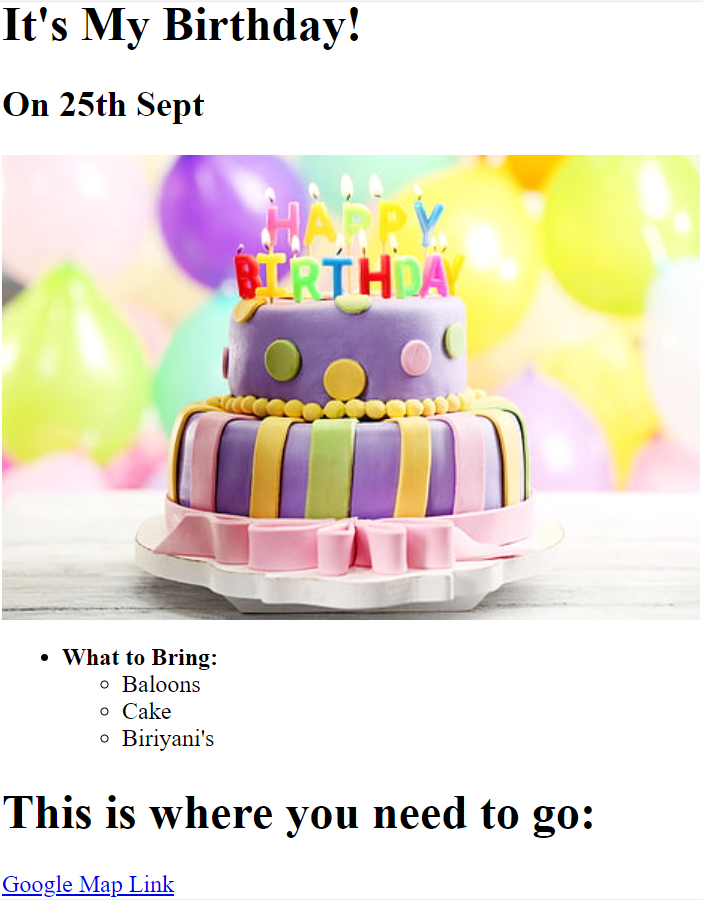 It's My Birthday!
On 25th Sept
HAPPY
BIRTHDAY
What to Bring:
Baloons
Cake
Biriyani's
This is where you need to go:
Google Map Link